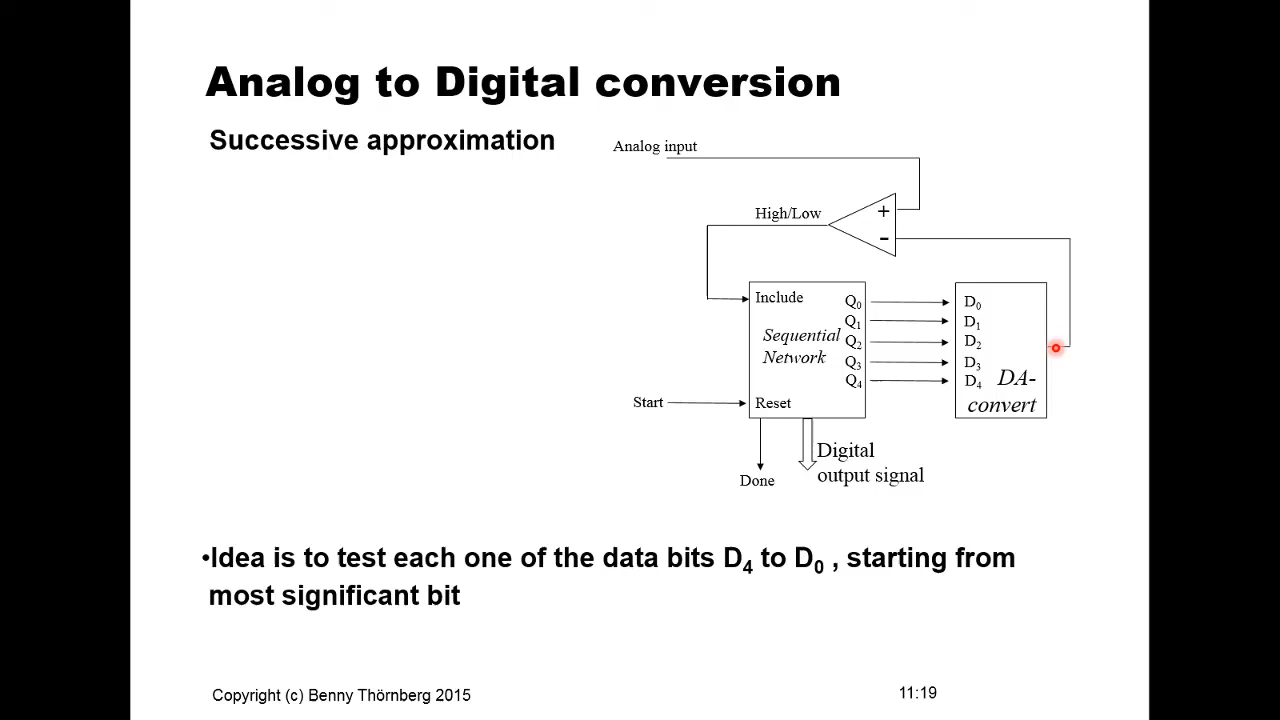 Analog to Digital conversion
Successive approximation
Analog input
High/Low
+
-
Include
Sequential
Network
Reset
Q0
Q1
Q2
Q3
Q4
D0
D1
D2
D3
D4
DA-
convert
Start
Done
Digital
output signal
•Idea is to test each one of the data bits D4 to D0 , starting from
most significant bit
Copyright (c) Benny Thörnberg 2015
11:19